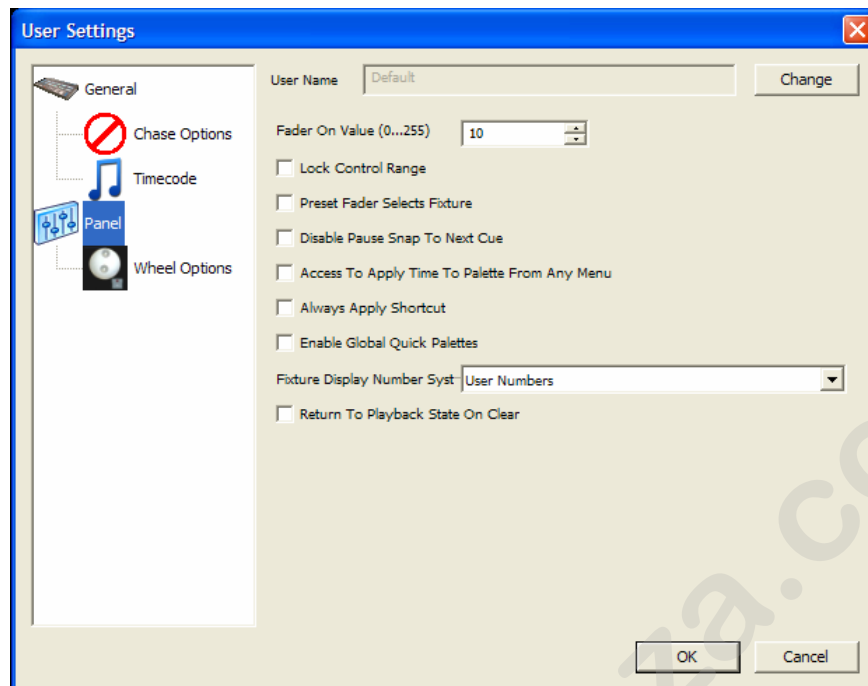 User Settings
General
Chase Options
Timecode
Panel
Wheel Options
User Name Default Change
Fader On Value (0...255) 10
Lock Control Range
Preset Fader Selects Fixture
Disable Pause Snap To Next Cue
Access To Apply Time To Palette From Any Menu
Always Apply Shortcut
Enable Global Quick Palettes
Fixture Display Number Syst User Numbers
Return To Playback State On Clear
OK Cancel
za.co